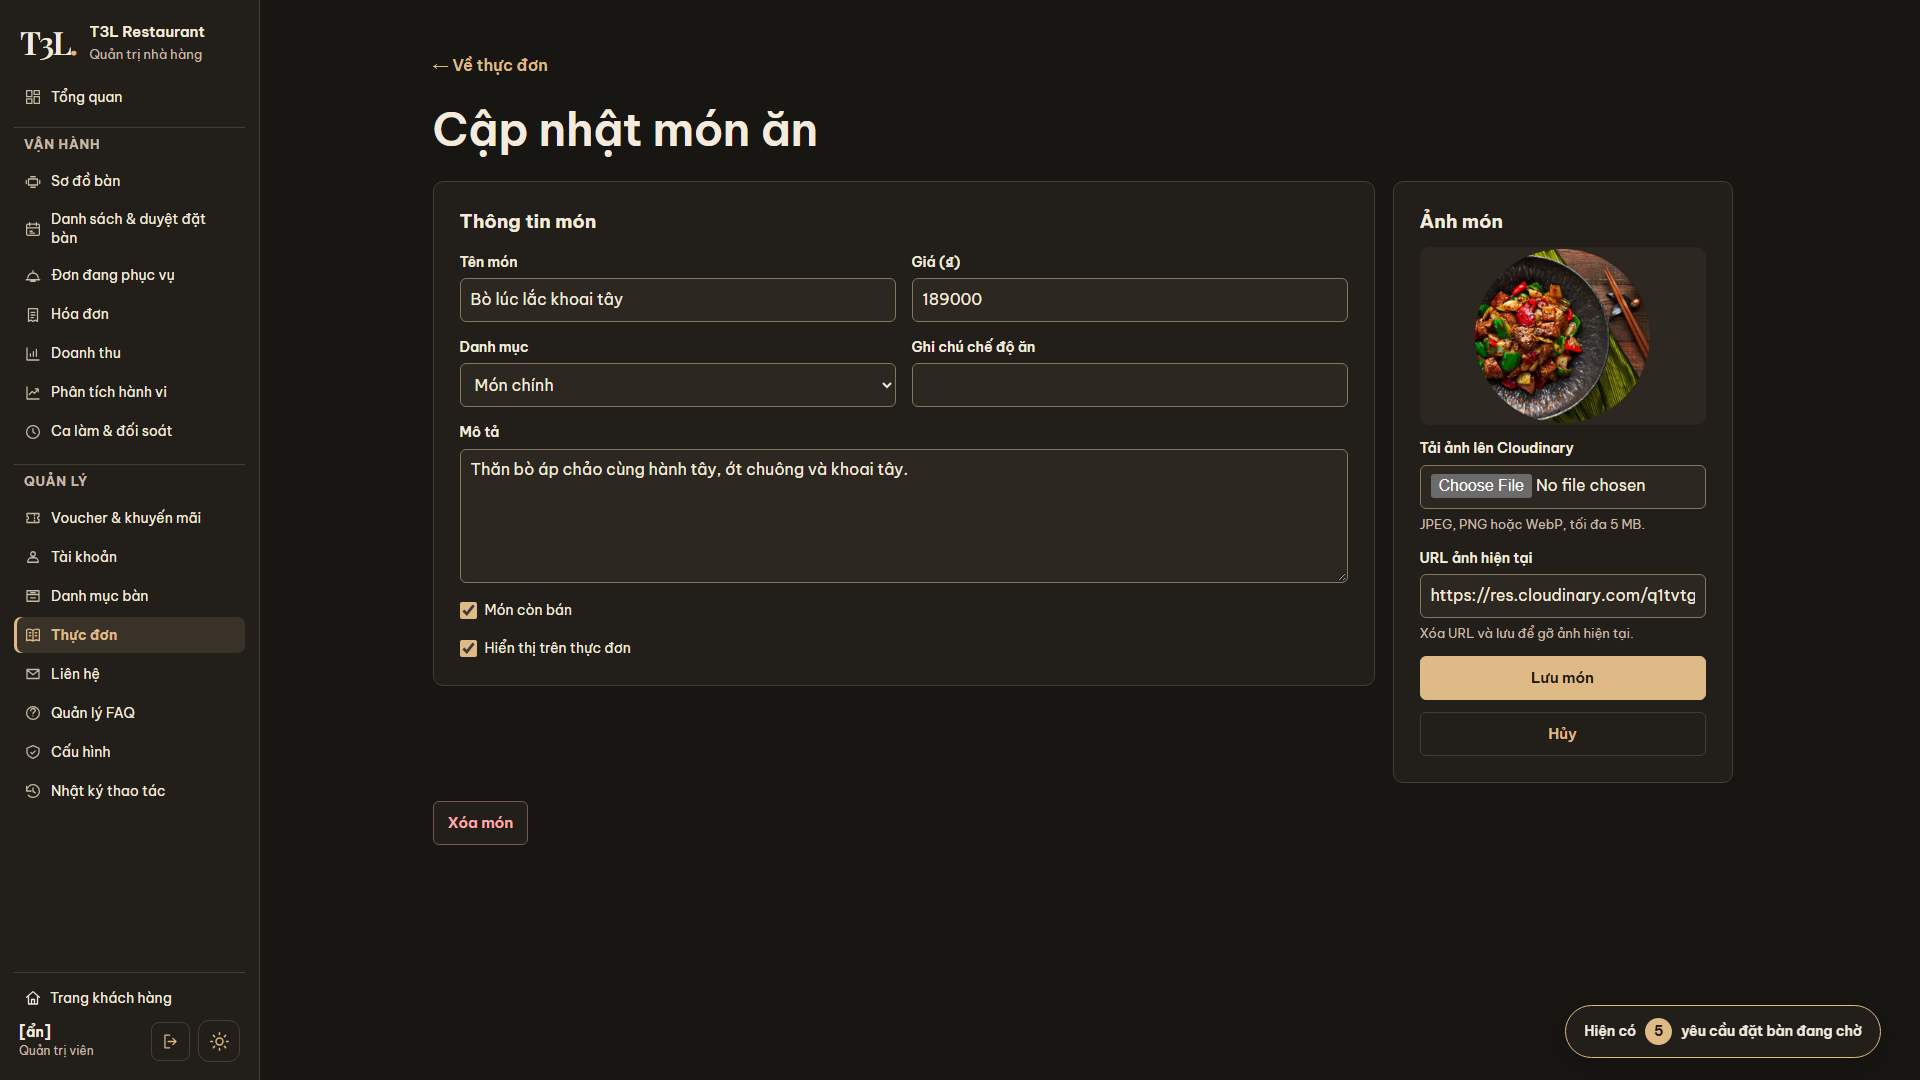 T3L.
T3L Restaurant
Quản trị nhà hàng
Tổng quan
VẬN HÀNH
Sơ đồ bàn
Danh sách & duyệt đặt
bàn
Đơn đang phục vụ
Hóa đơn
Doanh thu
Phân tích hành vi
Ca làm & đối soát
QUẢN LÝ
Voucher & khuyến mãi
Tài khoản
Danh mục bàn
Thực đơn
Liên hệ
Quản lý FAQ
Cấu hình
Nhật ký thao tác
Trang khách hàng
[ẩn]
Quản trị viên
← Về thực đơn
Cập nhật món ăn
Thông tin món
Tên món
Bò lúc lắc khoai tây
Giá (₫)
189000
Danh mục
Món chính
Ghi chú chế độ ăn
Mô tả
Thăn bò áp chảo cùng hành tây, ớt chuông và khoai tây.
Món còn bán
Hiển thị trên thực đơn
Xóa món
Ảnh món
Tải ảnh lên Cloudinary
Choose File No file chosen
JPEG, PNG hoặc WebP, tối đa 5 MB.
URL ảnh hiện tại
https://res.cloudinary.com/q1tvtg
Xóa URL và lưu để gỡ ảnh hiện tại.
Lưu món
Hủy
Hiện có 5 yêu cầu đặt bàn đang chờ